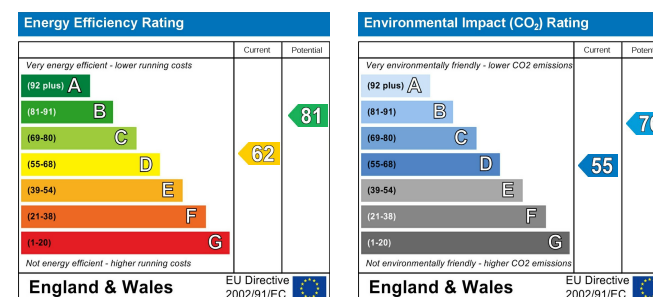 Energy Efficiency Rating
Current Potential
Very energy efficient - lower running costs
(92 plus) A
(81-91) B
(69-80) C
(55-68) D
(39-54) E
(21-38) F
(1-20) G
62
81
Not energy efficient - higher running costs
England & Wales
EU Directive
2002/91/EC
Environmental Impact (CO₂) Rating
Current
Very environmentally friendly - lower CO2 emissions
(92 plus) A
(81-91) B
(69-80) C
(55-68) D
(39-54) E
(21-38) F
(1-20) G
55
Not environmentally friendly - higher CO2 emissions
England & Wales
EU Directive
2002/91/EC